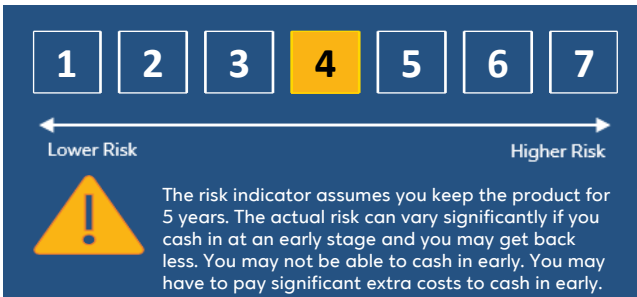 1 2 3 4 5 6 7
Lower Risk Higher Risk
The risk indicator assumes you keep the product for
5 years. The actual risk can vary significantly if you
cash in at an early stage and you may get back
less. You may not be able to cash in early. You may
have to pay significant extra costs to cash in early.